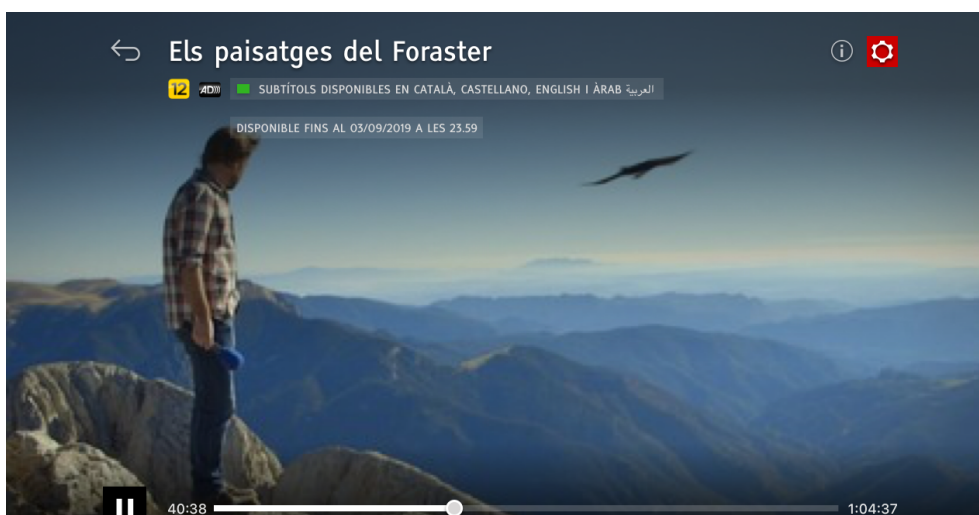 Els paisatges del Foraster
12 AD))) SUBTÍTOLS DISPONIBLES EN CATALÀ, CASTELLANO, ENGLISH I ÀRAB العربية
DISPONIBLE FINS AL 03/09/2019 A LES 23.59
40:38 1:04:37